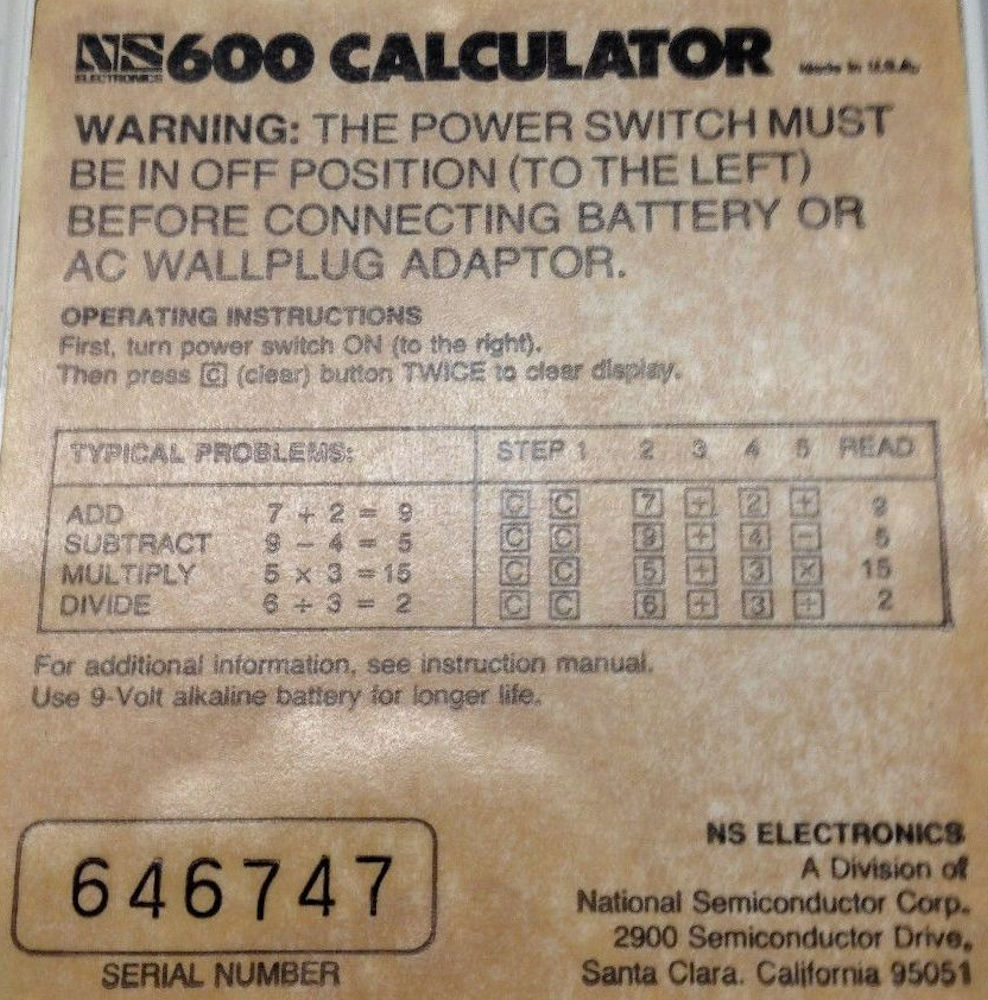 NS ELECTRONICS 600 CALCULATOR Made in U.S.A.
WARNING: THE POWER SWITCH MUST
BE IN OFF POSITION (TO THE LEFT)
BEFORE CONNECTING BATTERY OR
AC WALLPLUG ADAPTOR.
OPERATING INSTRUCTIONS
First, turn power switch ON (to the right).
Then press C (clear) button TWICE to clear display.
TYPICAL PROBLEMS: STEP 1 2 3 4 5 READ
ADD 7 + 2 = 9 C C 7 + 2 + 9
SUBTRACT 9 − 4 = 5 C C 9 + 4 − 5
MULTIPLY 5 × 3 = 15 C C 5 + 3 × 15
DIVIDE 6 ÷ 3 = 2 C C 6 + 3 ÷ 2
For additional information, see instruction manual.
Use 9-Volt alkaline battery for longer life.
646747
SERIAL NUMBER
NS ELECTRONICS
A Division of
National Semiconductor Corp.
2900 Semiconductor Drive,
Santa Clara. California 95051